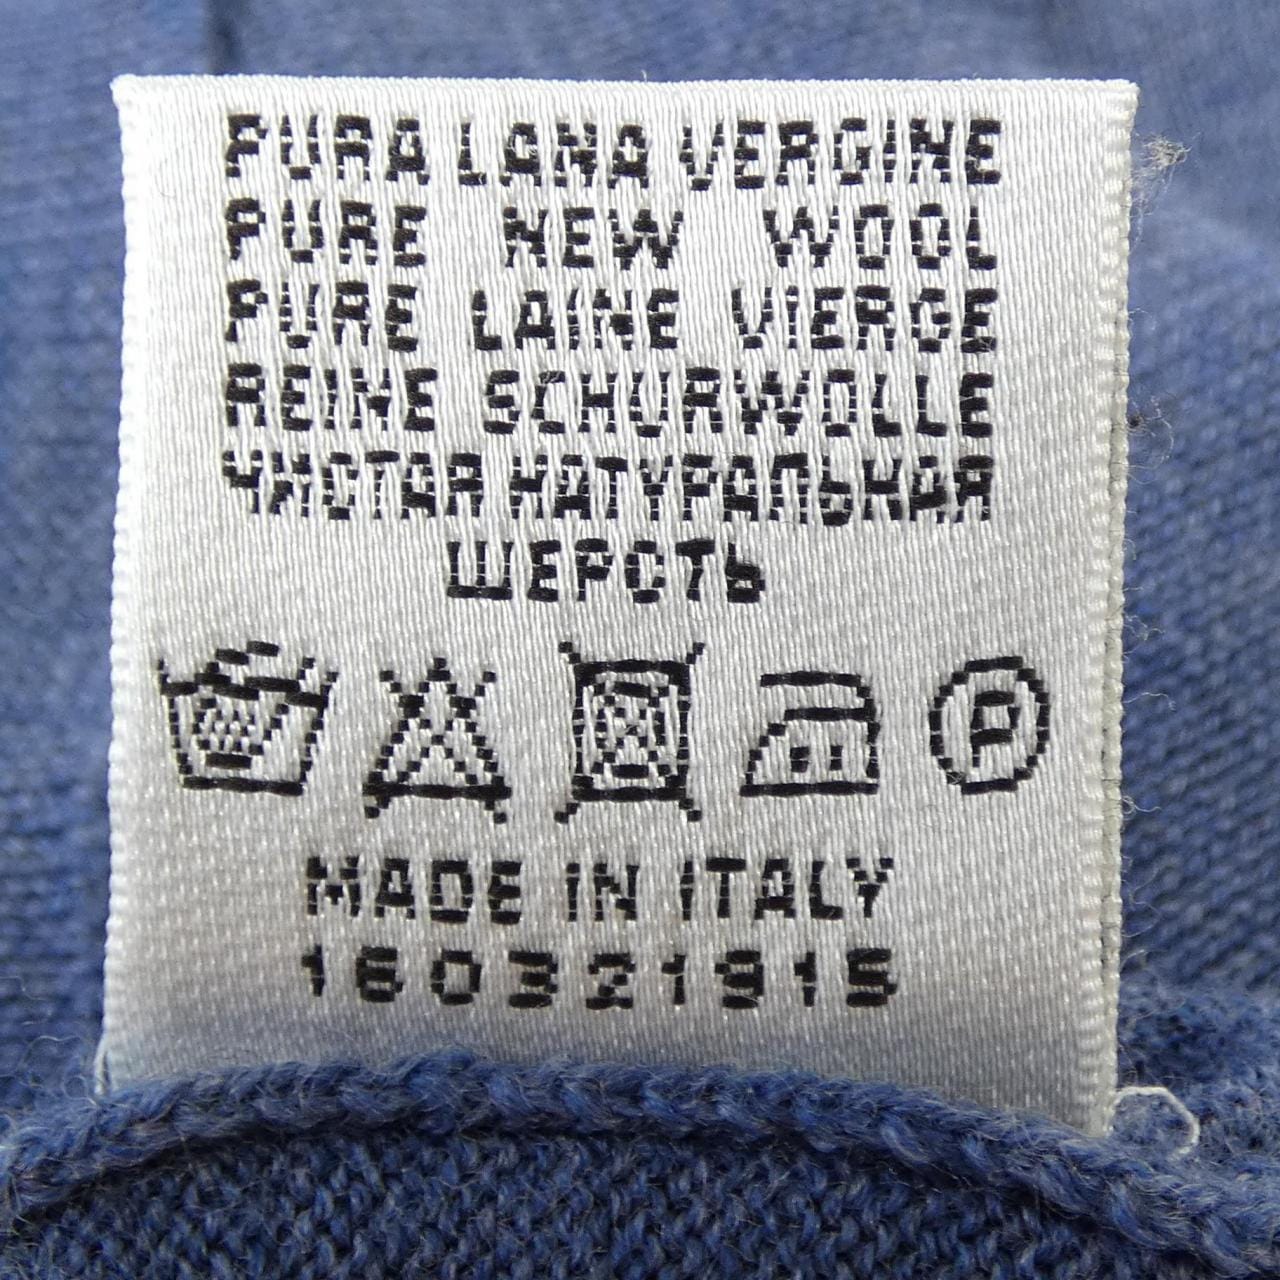 PURA LANA VERGINE
PURE NEW WOOL
PURE LAINE VIERGE
REINE SCHURWOLLE
ЧИСТАЯ НАТУРАЛЬНАЯ
ШЕРСТЬ
P
MADE IN ITALY
160321915